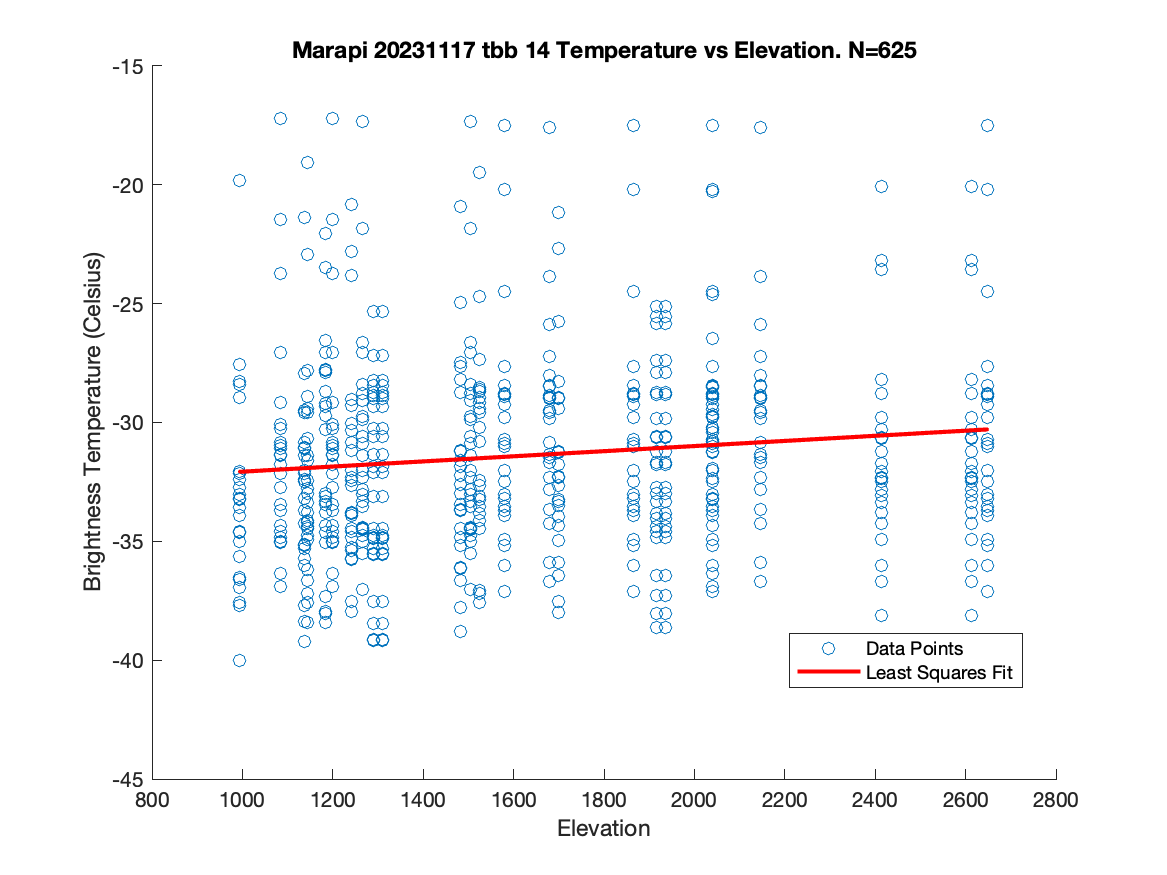 Marapi 20231117 tbb 14 Temperature vs Elevation. N=625
-15
-20
-25
-30
-35
-40
-45
Brightness Temperature (Celsius)
Data Points
Least Squares Fit
800 1000 1200 1400 1600 1800 2000 2200 2400 2600 2800
Elevation